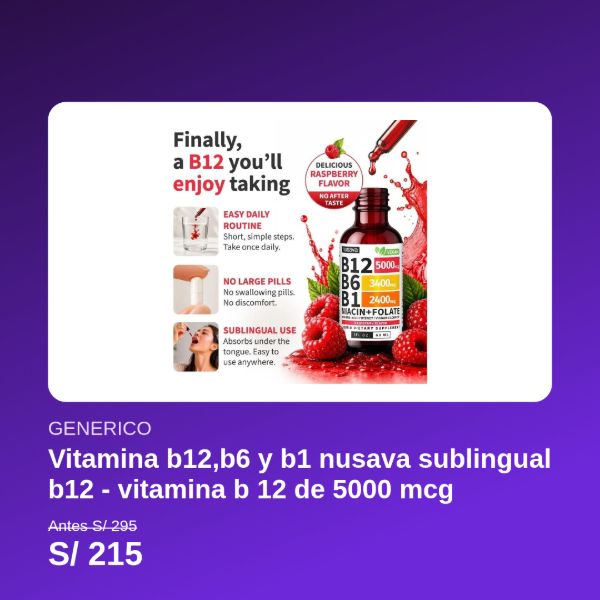 Finally,
a B12 you'll
enjoy taking
DELICIOUS
RASPBERRY
FLAVOR
NO AFTER
TASTE
EASY DAILY
ROUTINE
Short, simple steps.
Take once daily.
NO LARGE PILLS
No swallowing pills.
No discomfort.
SUBLINGUAL USE
Absorbs under the
tongue. Easy to
use anywhere.
B12 5000mcg
B6 3400mcg
B1 2400mcg
NIACIN+FOLATE
GENERICO
Vitamina b12,b6 y b1 nusava sublingual
b12 - vitamina b 12 de 5000 mcg
Antes S/ 295
S/ 215